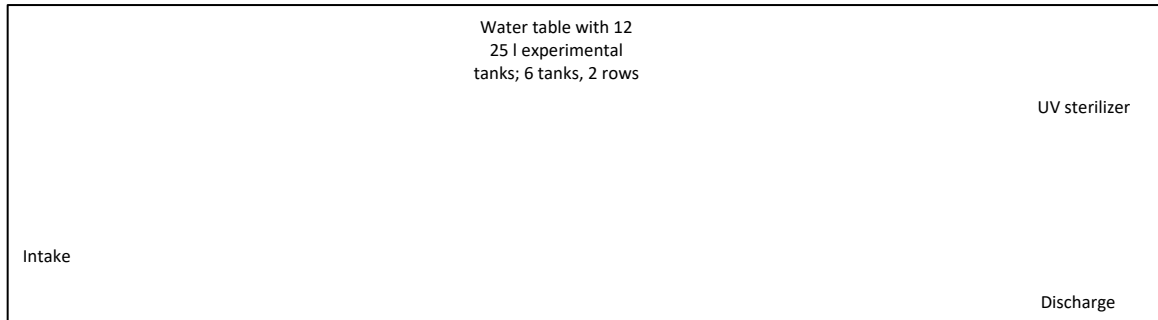 Water table with 12
25 l experimental
tanks; 6 tanks, 2 rows
UV sterilizer
Intake
Discharge